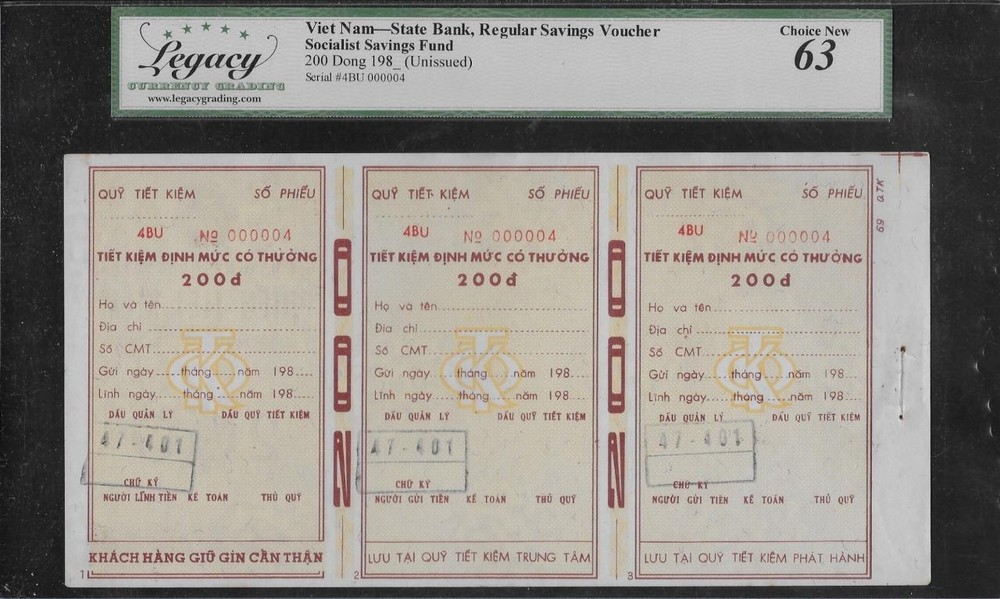 Legacy
CURRENCY GRADING
www.legacygrading.com
Viet Nam—State Bank, Regular Savings Voucher
Socialist Savings Fund
200 Dong 198_ (Unissued)
Serial #4BU 000004
Choice New
63
QUỸ TIẾT KIỆM SỐ PHIẾU
4BU Nº 000004
TIẾT KIỆM ĐỊNH MỨC CÓ THƯỞNG
200đ
Họ và tên
Địa chỉ
Số CMT
Gửi ngày tháng năm 198
Lĩnh ngày tháng năm 198
DẤU QUẢN LÝ DẤU QUỸ TIẾT KIỆM
47-401
CHỮ KÝ
NGƯỜI LĨNH TIỀN KẾ TOÁN THỦ QUỸ
KHÁCH HÀNG GIỮ GÌN CẨN THẬN
1
QUỸ TIẾT KIỆM SỐ PHIẾU
4BU Nº 000004
TIẾT KIỆM ĐỊNH MỨC CÓ THƯỞNG
200đ
Họ và tên
Địa chỉ
Số CMT
Gửi ngày tháng năm 198
Lĩnh ngày tháng năm 198
DẤU QUẢN LÝ DẤU QUỸ TIẾT KIỆM
47-401
CHỮ KÝ
NGƯỜI GỬI TIỀN KẾ TOÁN THỦ QUỸ
LƯU TẠI QUỸ TIẾT KIỆM TRUNG TÂM
2
QUỸ TIẾT KIỆM SỐ PHIẾU
4BU Nº 000004
TIẾT KIỆM ĐỊNH MỨC CÓ THƯỞNG
200đ
Họ và tên
Địa chỉ
Số CMT
Gửi ngày tháng năm 198
Lĩnh ngày tháng năm 198
DẤU QUẢN LÝ DẤU QUỸ TIẾT KIỆM
47-401
CHỮ KÝ
NGƯỜI GỬI TIỀN KẾ TOÁN THỦ QUỸ
LƯU TẠI QUỸ TIẾT KIỆM PHÁT HÀNH
3
69 QTK